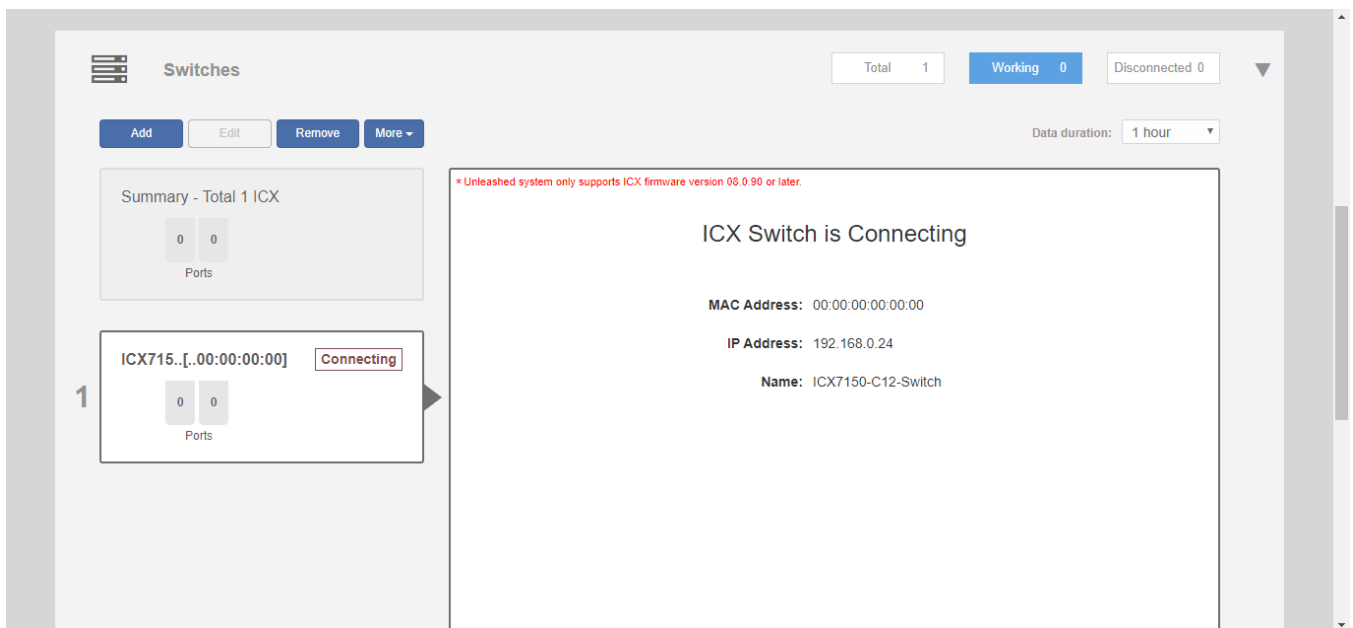 Switches
Total 1
Working 0
Disconnected 0
Add
Edit
Remove
More
Data duration: 1 hour
Summary - Total 1 ICX
0 0
Ports
* Unleashed system only supports ICX firmware version 08.0.90 or later.
ICX Switch is Connecting
MAC Address: 00:00:00:00:00:00
IP Address: 192.168.0.24
Name: ICX7150-C12-Switch
1
ICX715..[..00:00:00:00] Connecting
0 0
Ports